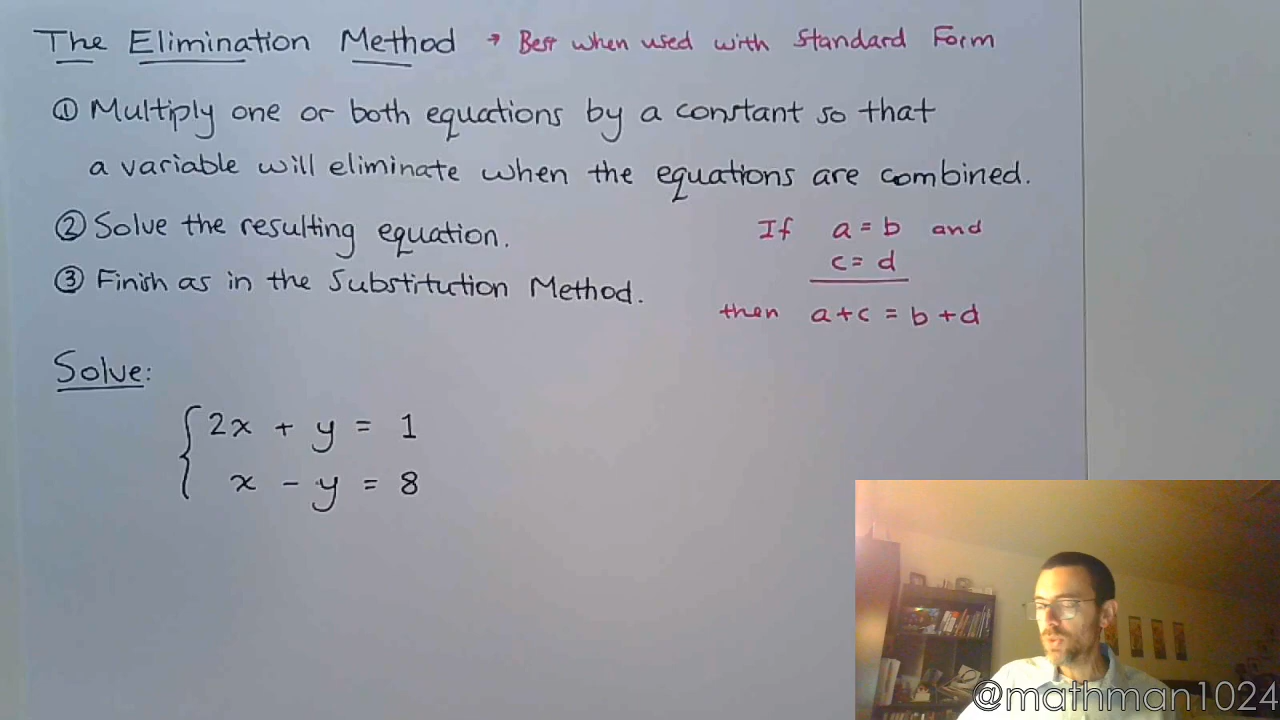 The Elimination Method → Best when used with Standard Form
① Multiply one or both equations by a constant so that
a variable will eliminate when the equations are combined.
② Solve the resulting equation.
③ Finish as in the Substitution Method.
If a = b and
c = d
then a + c = b + d
Solve:
2x + y = 1
x - y = 8
@mathman1024